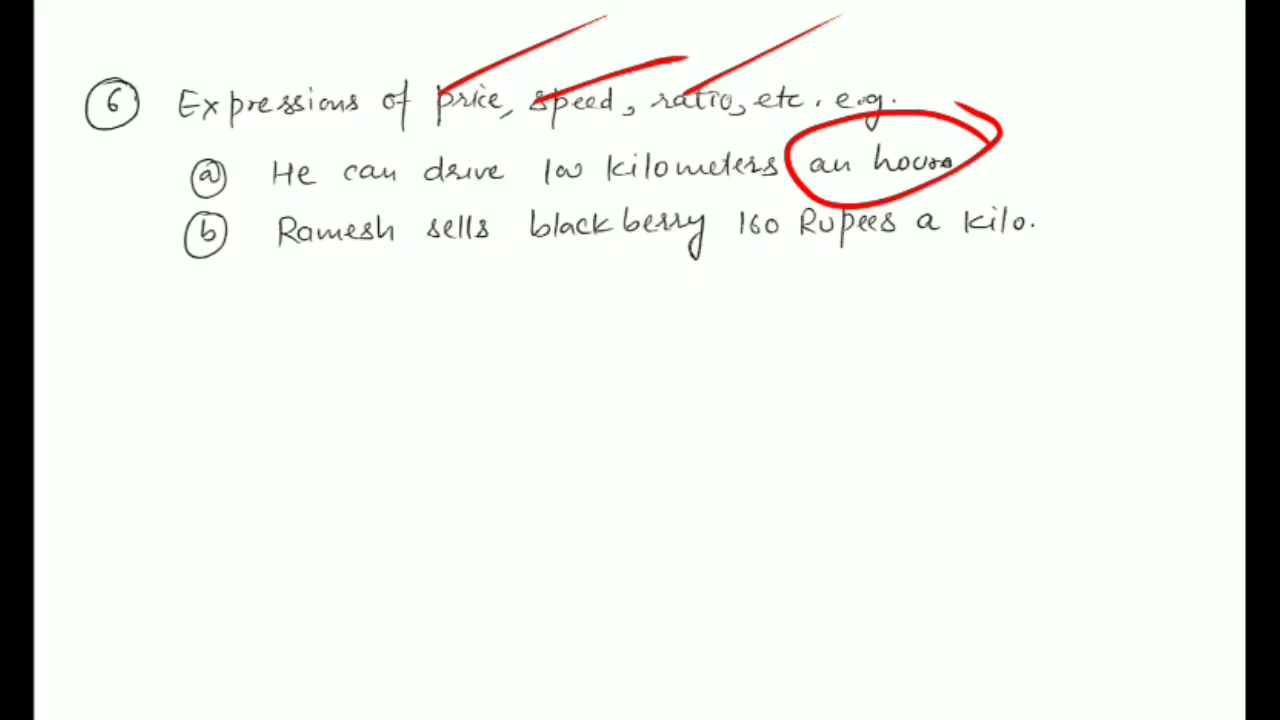 6 Expressions of price, speed, ratio, etc. e.g.
a He can drive 100 kilometers an hour
b Ramesh sells blackberry 160 Rupees a kilo.